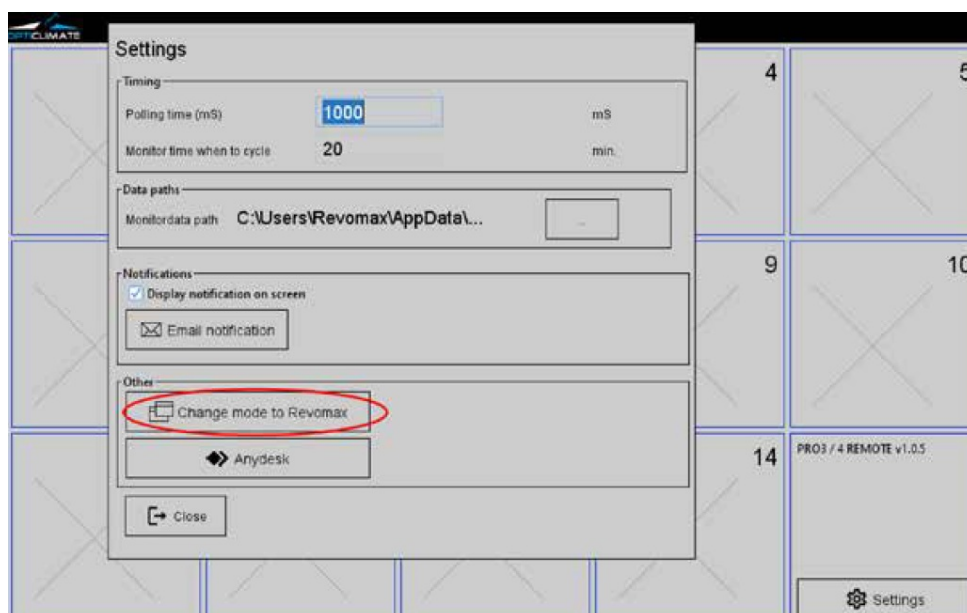 OPTICLIMATE
Settings
Timing
Polling time (mS) 1000 mS
Monitor time when to cycle 20 min.
Data paths
Monitordata path C:\Users\Revomax\AppData\...
...
Notifications
Display notification on screen
Email notification
Other
Change mode to Revomax
Anydesk
Close
4
5
9
10
14
PRO3 / 4 REMOTE v1.0.5
Settings